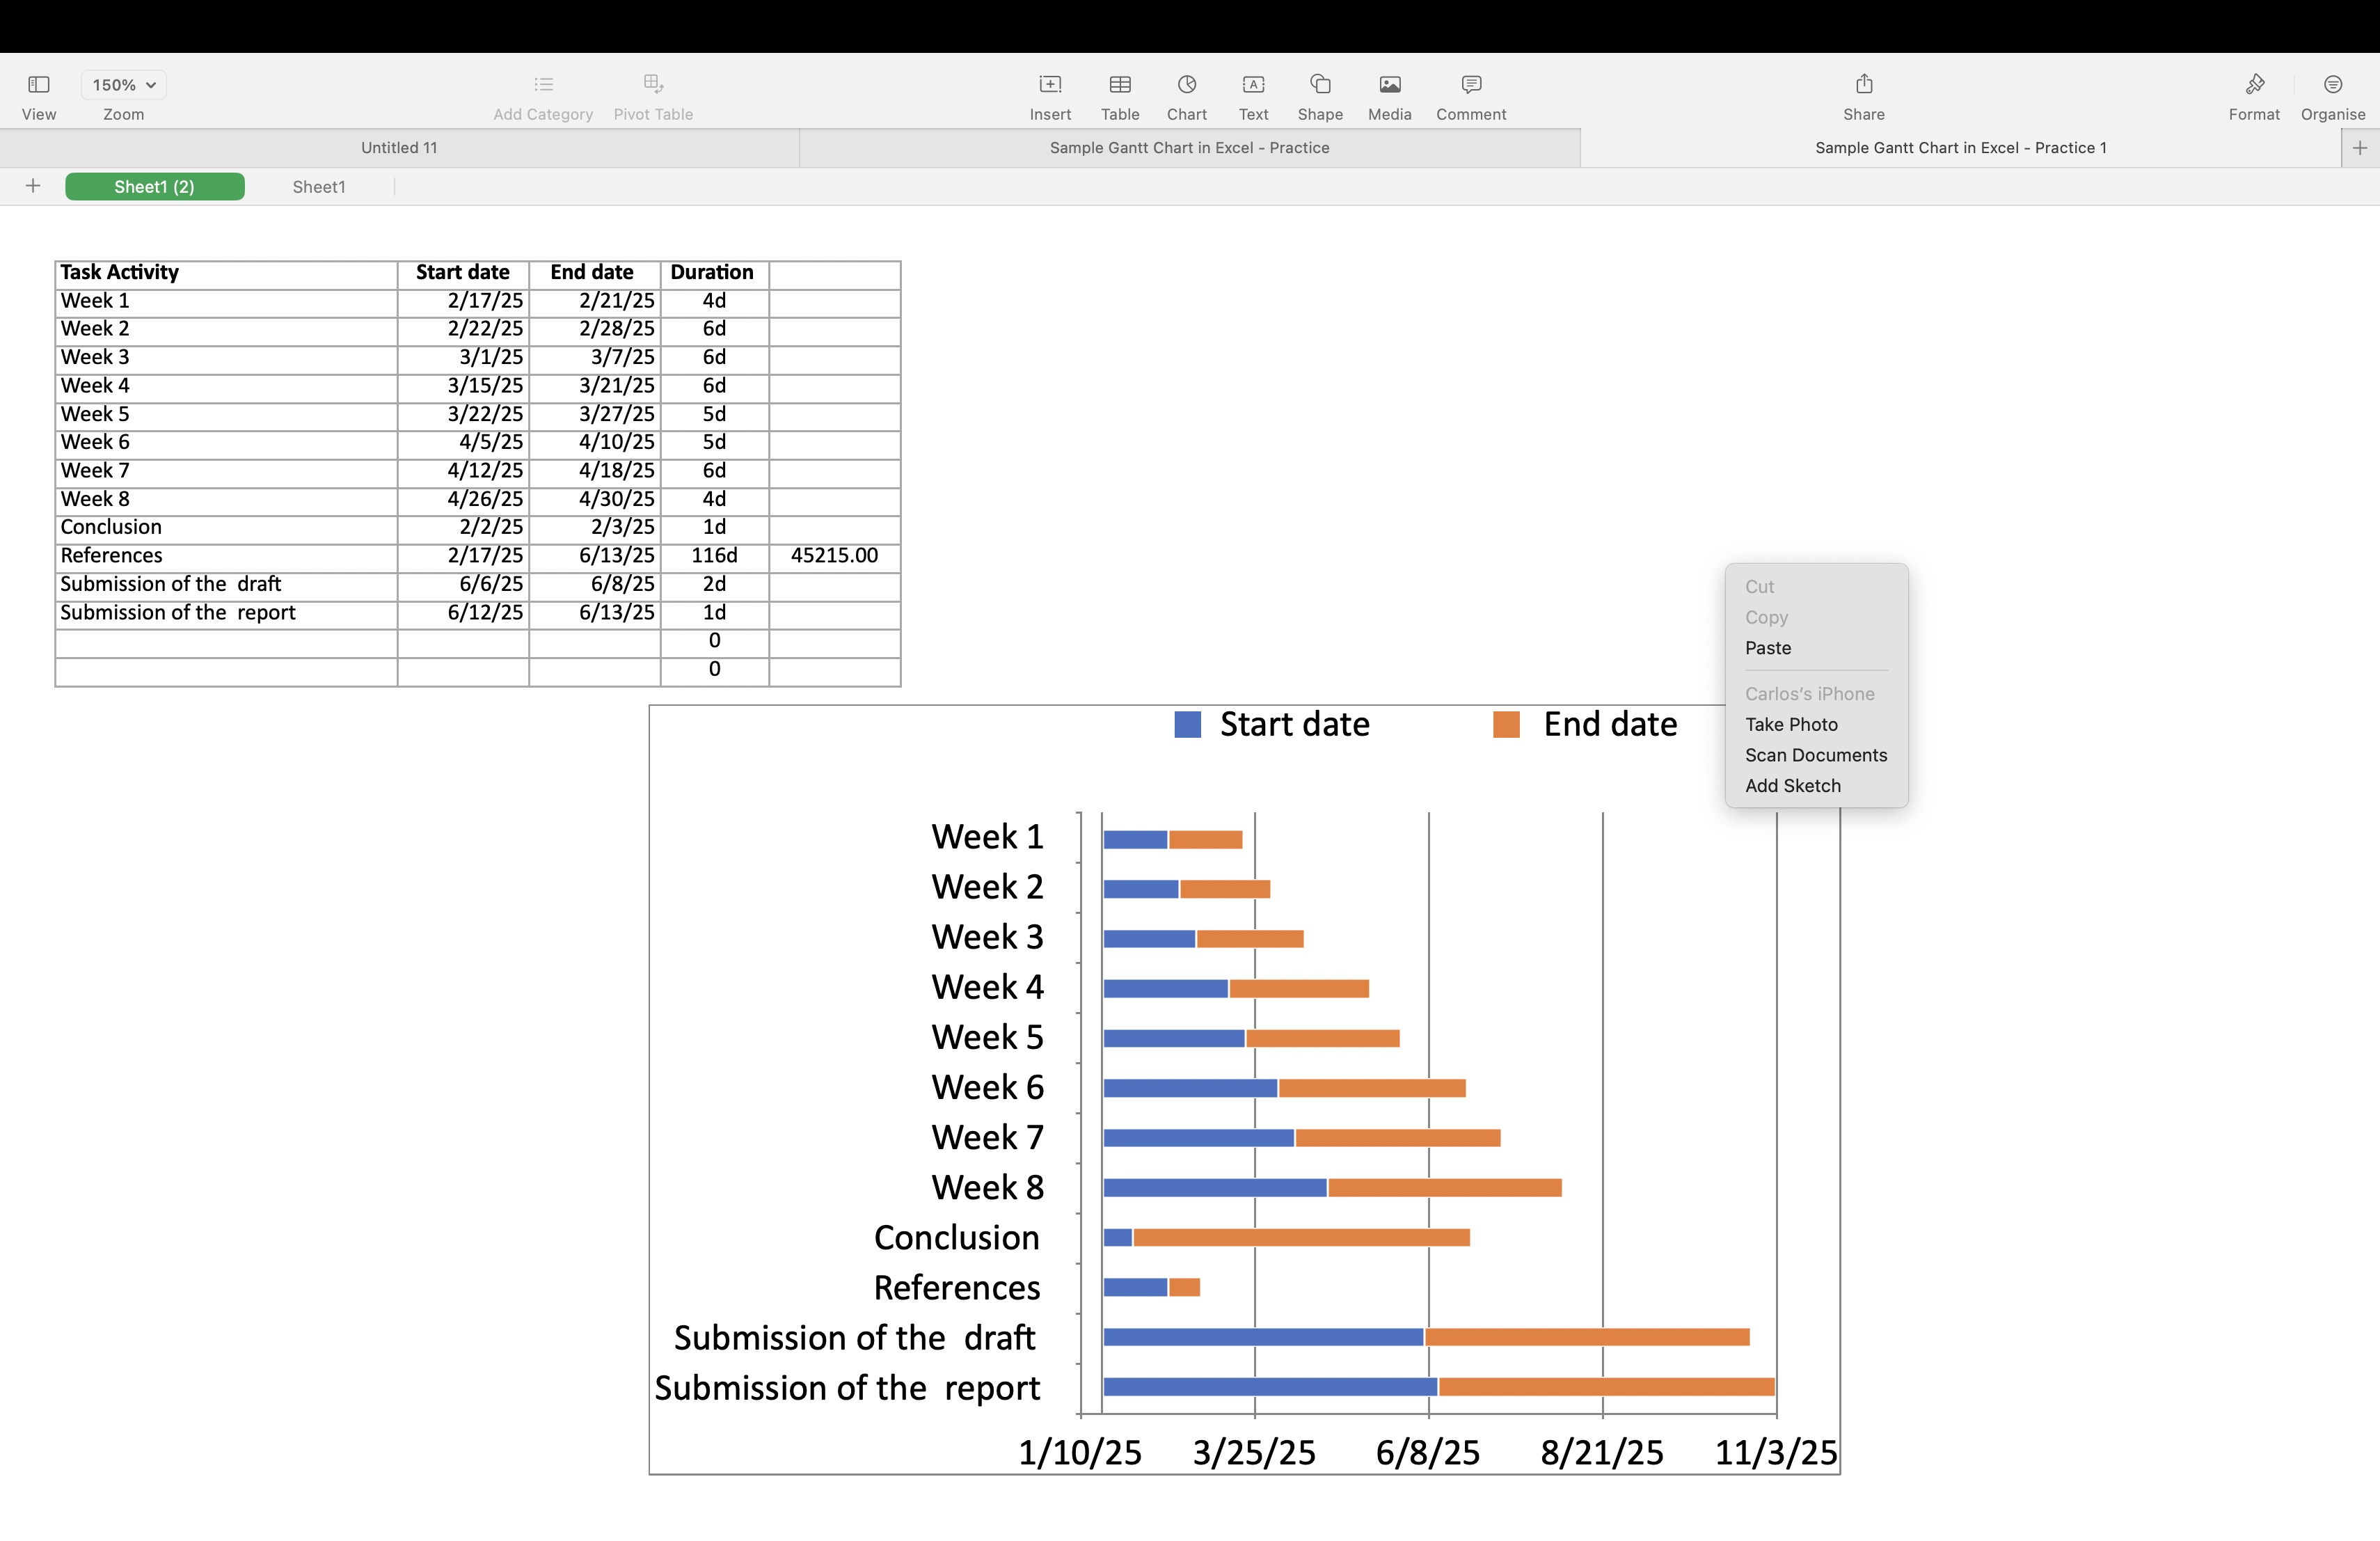 150%
View Zoom Add Category Pivot Table Insert Table Chart Text Shape Media Comment Share Format Organise
Untitled 11 Sample Gantt Chart in Excel - Practice Sample Gantt Chart in Excel - Practice 1
Sheet1 (2) Sheet1
Task Activity Start date End date Duration
Week 1 2/17/25 2/21/25 4d
Week 2 2/22/25 2/28/25 6d
Week 3 3/1/25 3/7/25 6d
Week 4 3/15/25 3/21/25 6d
Week 5 3/22/25 3/27/25 5d
Week 6 4/5/25 4/10/25 5d
Week 7 4/12/25 4/18/25 6d
Week 8 4/26/25 4/30/25 4d
Conclusion 2/2/25 2/3/25 1d
References 2/17/25 6/13/25 116d 45215.00
Submission of the  draft 6/6/25 6/8/25 2d
Submission of the  report 6/12/25 6/13/25 1d
0
0
Cut
Copy
Paste
Carlos's iPhone
Take Photo
Scan Documents
Add Sketch
Start date End date
Week 1
Week 2
Week 3
Week 4
Week 5
Week 6
Week 7
Week 8
Conclusion
References
Submission of the  draft
Submission of the  report
1/10/25 3/25/25 6/8/25 8/21/25 11/3/25